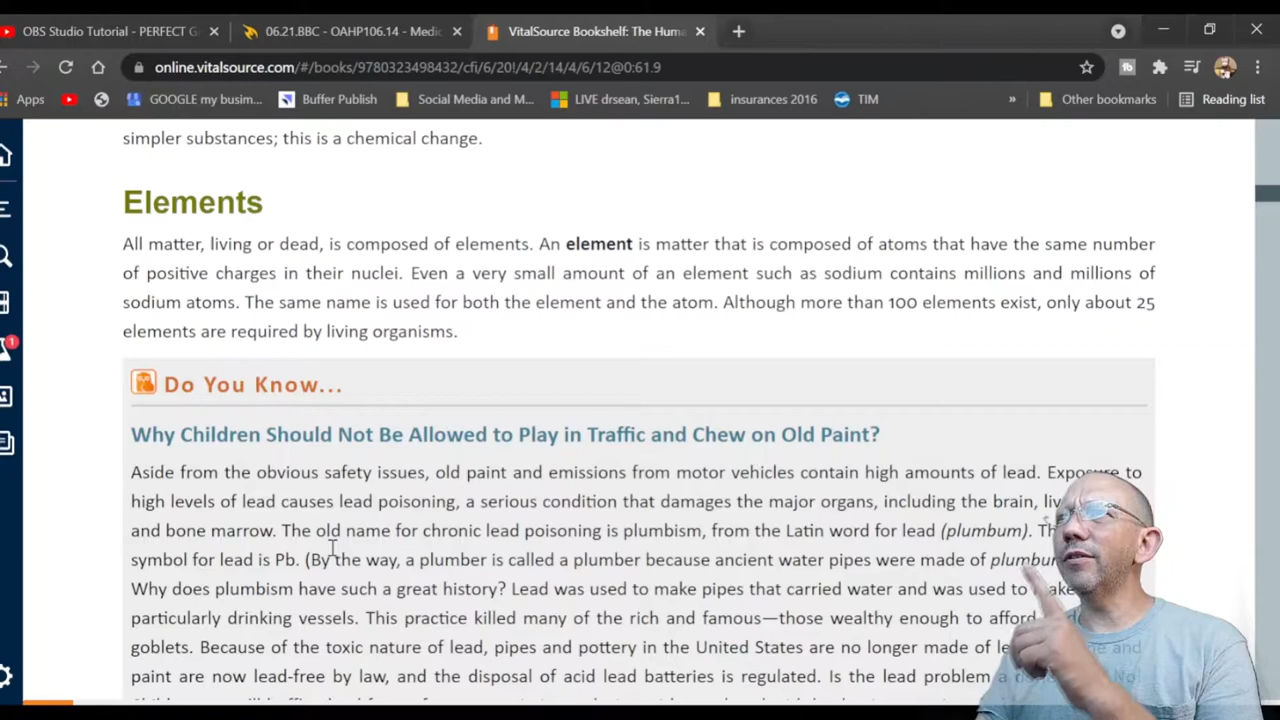 OBS Studio Tutorial - PERFECT G
06.21.BBC - OAHP106.14 - Medic
VitalSource Bookshelf: The Huma
online.vitalsource.com/#/books/9780323498432/cfi/6/20!/4/2/14/4/6/12@0:61.9
Apps
GOOGLE my busim...
Buffer Publish
Social Media and M...
LIVE drsean, Sierra1...
insurances 2016
TIM
»
Other bookmarks
Reading list
simpler substances; this is a chemical change.
Elements
All matter, living or dead, is composed of elements. An element is matter that is composed of atoms that have the same number
of positive charges in their nuclei. Even a very small amount of an element such as sodium contains millions and millions of
sodium atoms. The same name is used for both the element and the atom. Although more than 100 elements exist, only about 25
elements are required by living organisms.
1
Do You Know...
Why Children Should Not Be Allowed to Play in Traffic and Chew on Old Paint?
Aside from the obvious safety issues, old paint and emissions from motor vehicles contain high amounts of lead. Exposure to
high levels of lead causes lead poisoning, a serious condition that damages the major organs, including the brain,
and bone marrow. The old name for chronic lead poisoning is plumbism, from the Latin word for lead (plumbum).
symbol for lead is Pb. (By the way, a plumber is called a plumber because ancient water pipes were made of
Why does plumbism have such a great history? Lead was used to make pipes that carried water and was used to
particularly drinking vessels. This practice killed many of the rich and famous—those wealthy enough to afford
goblets. Because of the toxic nature of lead, pipes and pottery in the United States are no longer made of
paint are now lead-free by law, and the disposal of acid lead batteries is regulated. Is the lead problem a